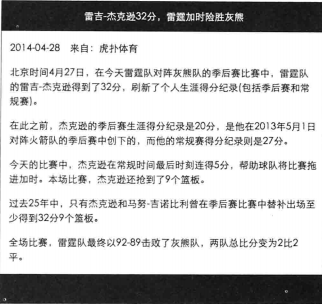 雷吉-杰克逊32分，雷霆加时险胜灰熊
2014-04-28 来自：虎扑体育
北京时间4月27日，在今天雷霆队对阵灰熊队的季后赛比赛中，雷霆队
的雷吉-杰克逊得到了32分，刷新了个人生涯得分纪录(包括季后赛和常
规赛)。
在此之前，杰克逊的季后赛生涯得分纪录是20分，是他在2013年5月1日
对阵火箭队的季后赛中创下的，而他的常规赛得分纪录则是27分。
今天的比赛中，杰克逊在常规时间最后时刻连得5分，帮助球队将比赛拖
进加时。本场比赛，杰克逊还抢到了9个篮板。
过去25年中，只有杰克逊和马努-吉诺比利曾在季后赛比赛中替补出场至
少得到32分9个篮板。
全场比赛，雷霆队最终以92-89击败了灰熊队，两队总比分变为2比2
平。